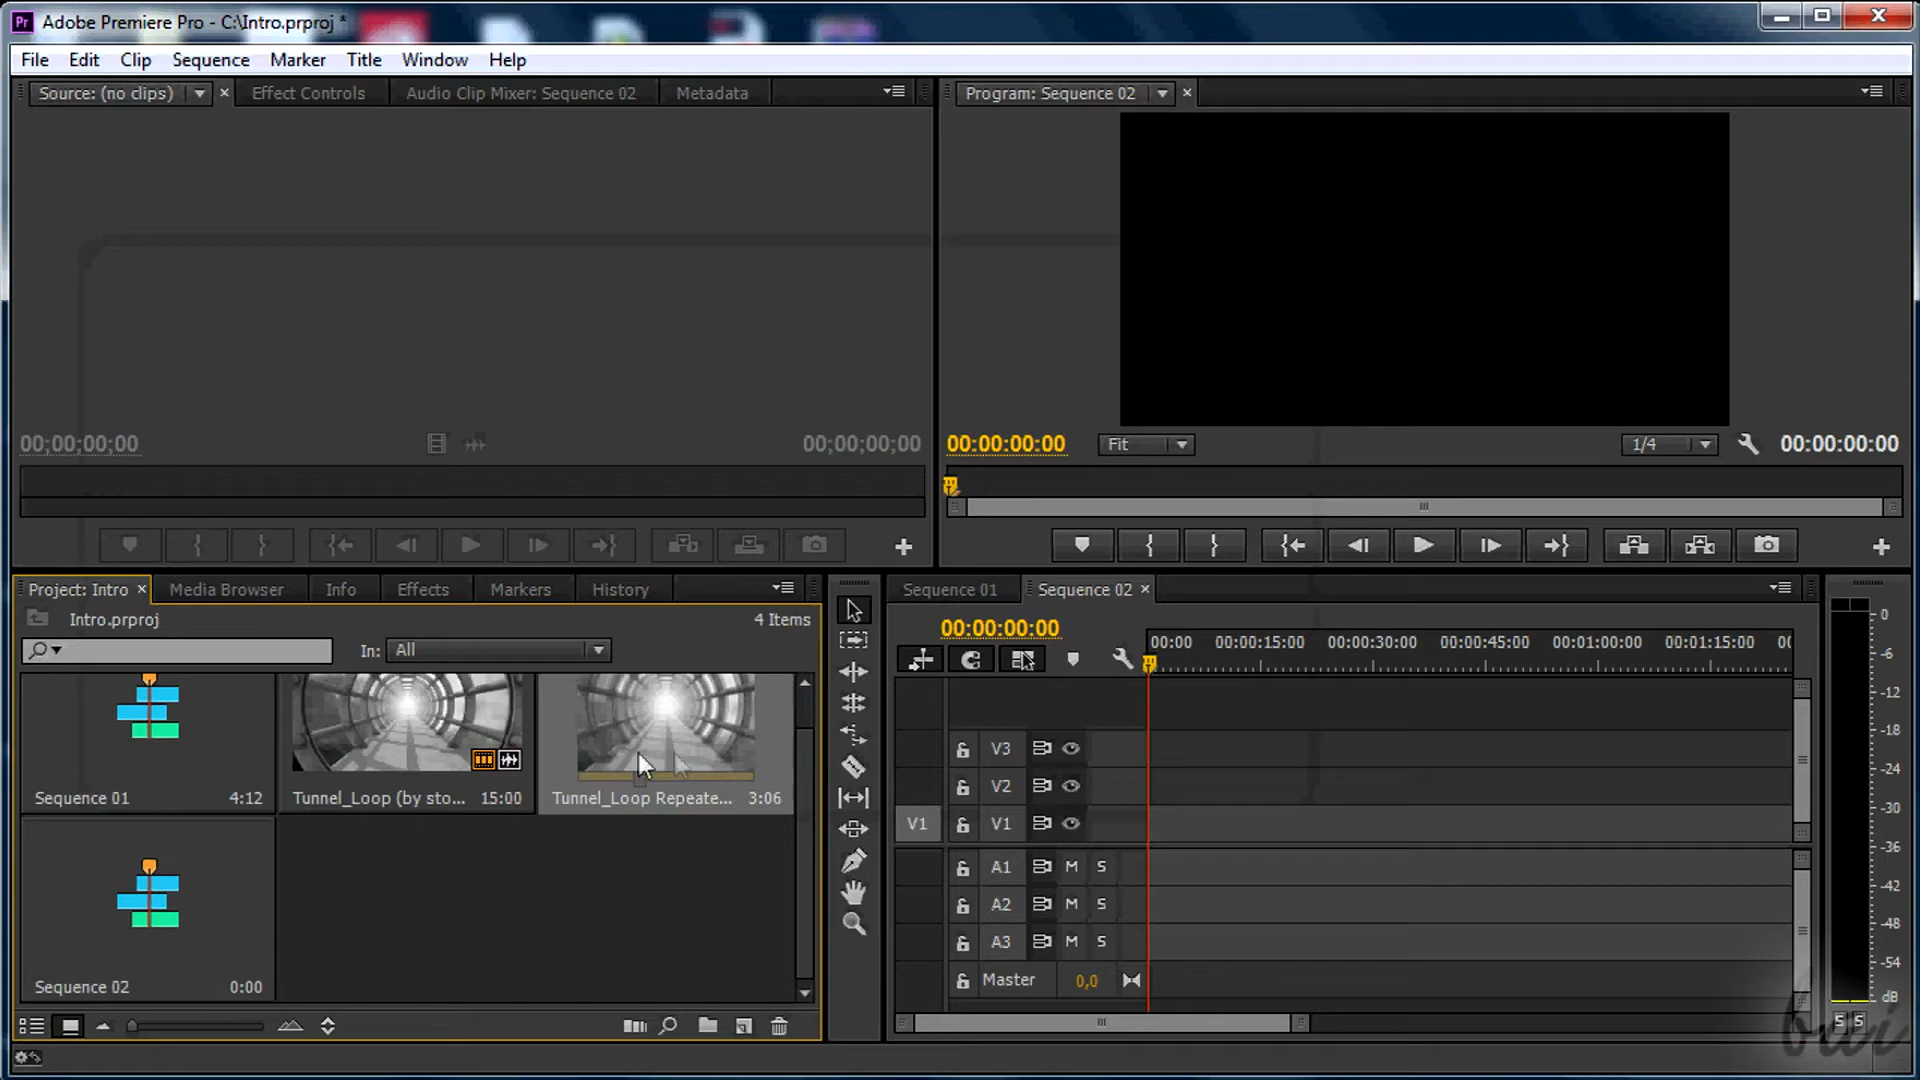 Pr Adobe Premiere Pro - C:\Intro.prproj *
File Edit Clip Sequence Marker Title Window Help
Source: (no clips) Effect Controls Audio Clip Mixer: Sequence 02 Metadata
Program: Sequence 02
00;00;00;00 00;00;00;00
00:00:00:00 Fit 1/4 00:00:00:00
Project: Intro Media Browser Info Effects Markers History
Intro.prproj 4 Items
In: All
Sequence 01 4:12
Tunnel_Loop (by sto... 15:00
Tunnel_Loop Repeate... 3:06
Sequence 02 0:00
Sequence 01 Sequence 02
00:00:00:00
00:00 00:00:15:00 00:00:30:00 00:00:45:00 00:01:00:00 00:01:15:00 00
V3
V2
V1 V1
A1 M S
A2 M S
A3 M S
Master 0,0
0
-6
-12
-18
-24
-30
-36
-42
-48
-54
dB
S S